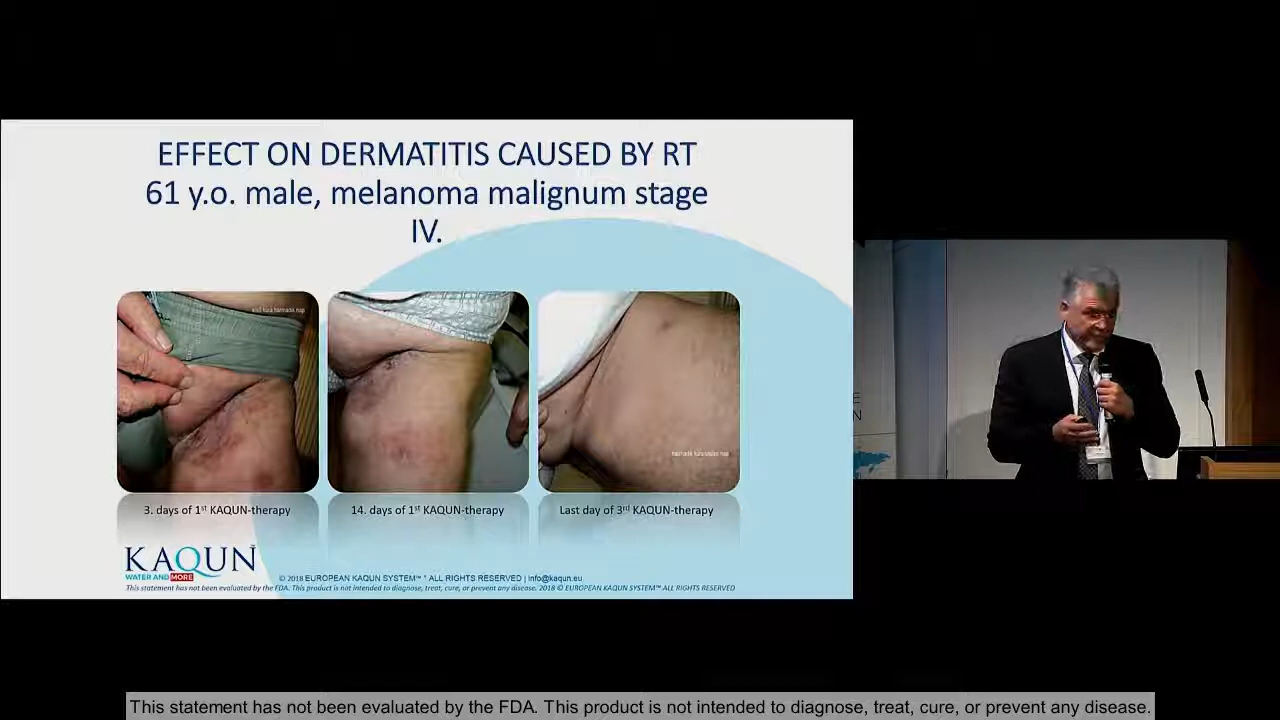 EFFECT ON DERMATITIS CAUSED BY RT
61 y.o. male, melanoma malignum stage
IV.
3. days of 1st KAQUN-therapy
14. days of 1st KAQUN-therapy
Last day of 3rd KAQUN-therapy
KAQUN
WATER AND MORE
© 2018 EUROPEAN KAQUN SYSTEM™ * ALL RIGHTS RESERVED | info@kaqun.eu
This statement has not been evaluated by the FDA. This product is not intended to diagnose, treat, cure, or prevent any disease. 2018 © EUROPEAN KAQUN SYSTEM™ ALL RIGHTS RESERVED
E
N
This statement has not been evaluated by the FDA. This product is not intended to diagnose, treat, cure, or prevent any disease.